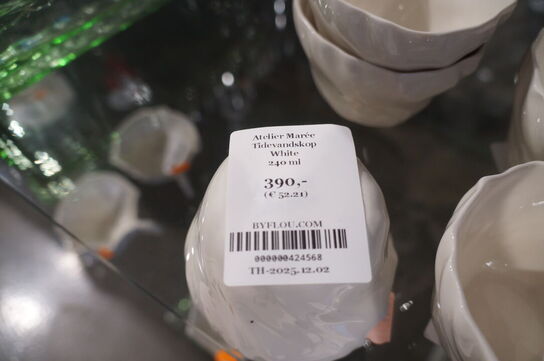 Atelier Marée
Tidevandskop
White
240 ml
390,-
(€ 52.21)
BYFLOU.COM
000000424568
TH-2025.12.02